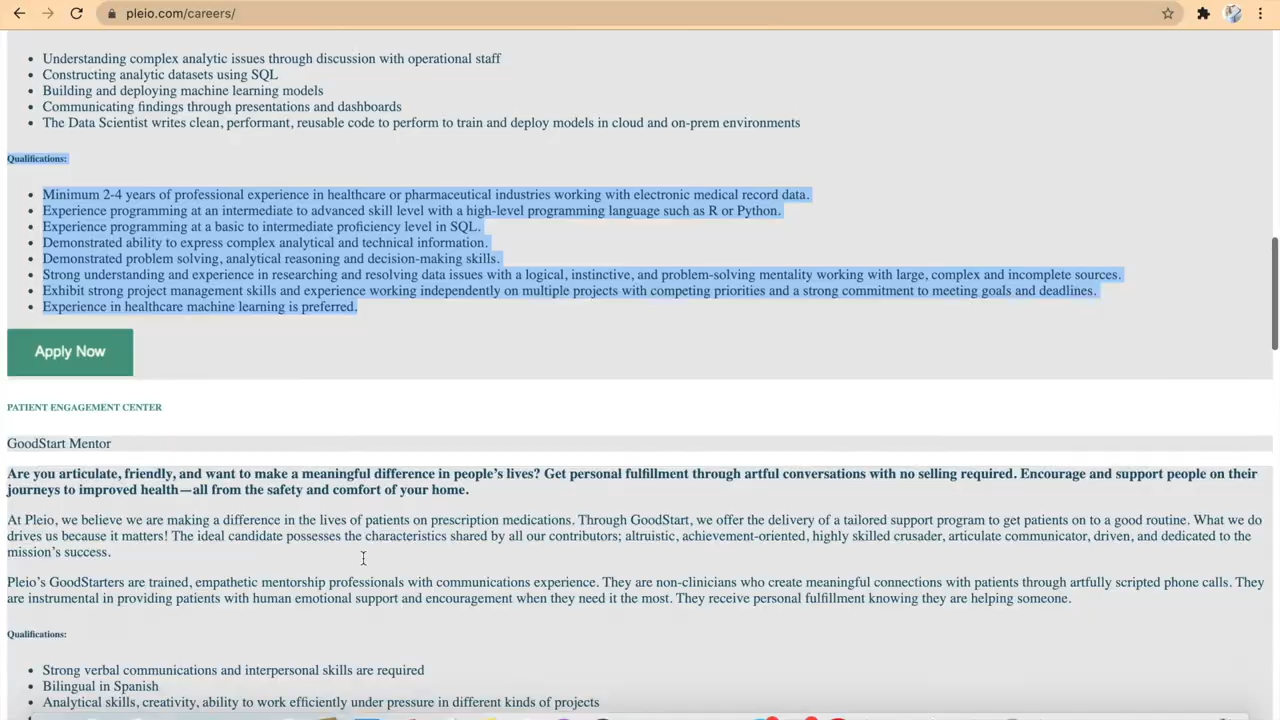 pleio.com/careers/
Understanding complex analytic issues through discussion with operational staff
Constructing analytic datasets using SQL
Building and deploying machine learning models
Communicating findings through presentations and dashboards
The Data Scientist writes clean, performant, reusable code to perform to train and deploy models in cloud and on-prem environments
Qualifications:
Minimum 2-4 years of professional experience in healthcare or pharmaceutical industries working with electronic medical record data.
Experience programming at an intermediate to advanced skill level with a high-level programming language such as R or Python.
Experience programming at a basic to intermediate proficiency level in SQL.
Demonstrated ability to express complex analytical and technical information.
Demonstrated problem solving, analytical reasoning and decision-making skills.
Strong understanding and experience in researching and resolving data issues with a logical, instinctive, and problem-solving mentality working with large, complex and incomplete sources.
Exhibit strong project management skills and experience working independently on multiple projects with competing priorities and a strong commitment to meeting goals and deadlines.
Experience in healthcare machine learning is preferred.
Apply Now
PATIENT ENGAGEMENT CENTER
GoodStart Mentor
Are you articulate, friendly, and want to make a meaningful difference in people's lives? Get personal fulfillment through artful conversations with no selling required. Encourage and support people on their
journeys to improved health—all from the safety and comfort of your home.
At Pleio, we believe we are making a difference in the lives of patients on prescription medications. Through GoodStart, we offer the delivery of a tailored support program to get patients on to a good routine. What we do
drives us because it matters! The ideal candidate possesses the characteristics shared by all our contributors; altruistic, achievement-oriented, highly skilled crusader, articulate communicator, driven, and dedicated to the
mission's success.
Pleio's GoodStarters are trained, empathetic mentorship professionals with communications experience. They are non-clinicians who create meaningful connections with patients through artfully scripted phone calls. They
are instrumental in providing patients with human emotional support and encouragement when they need it the most. They receive personal fulfillment knowing they are helping someone.
Qualifications:
Strong verbal communications and interpersonal skills are required
Bilingual in Spanish
Analytical skills, creativity, ability to work efficiently under pressure in different kinds of projects